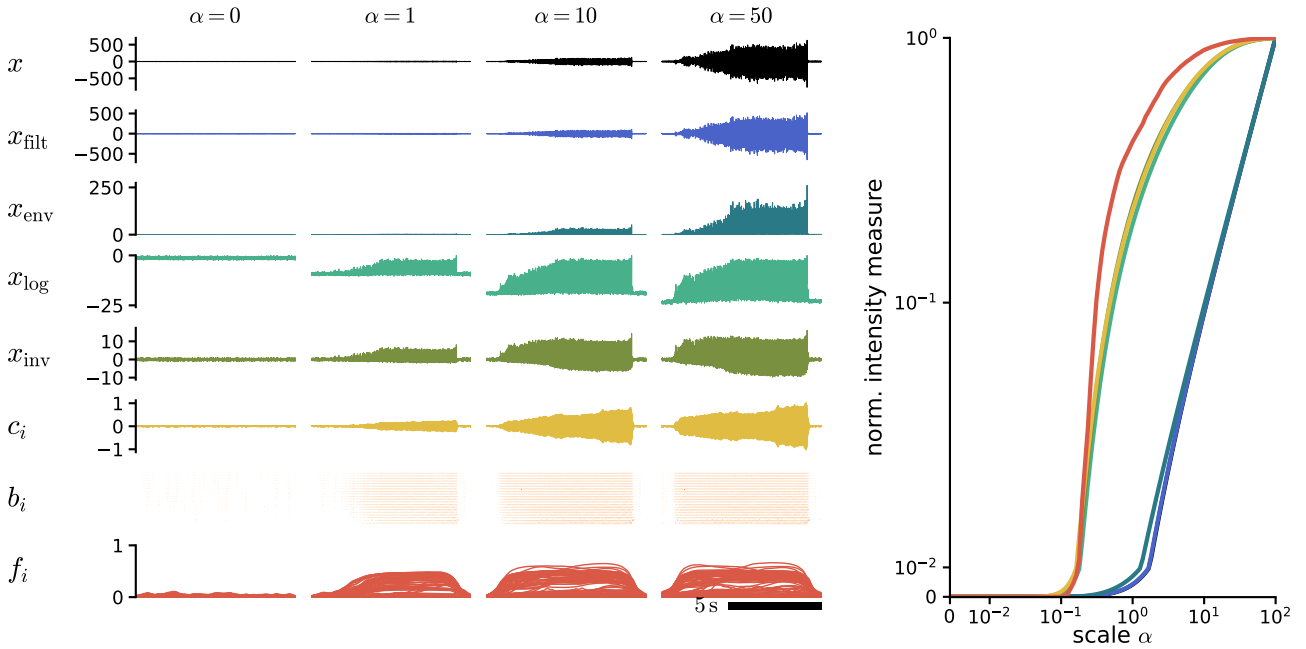 α = 0 α = 1 α = 10 α = 50
x 500 0 −500
x_filt 500 0 −500
x_env 250 0
x_log 0 −25
x_inv 10 0 −10
c_i 1 0 −1
b_i
f_i 1 0
5 s
norm. intensity measure
10^0
10^−1
10^−2
0
0 10^−2 10^−1 10^0 10^1 10^2
scale α